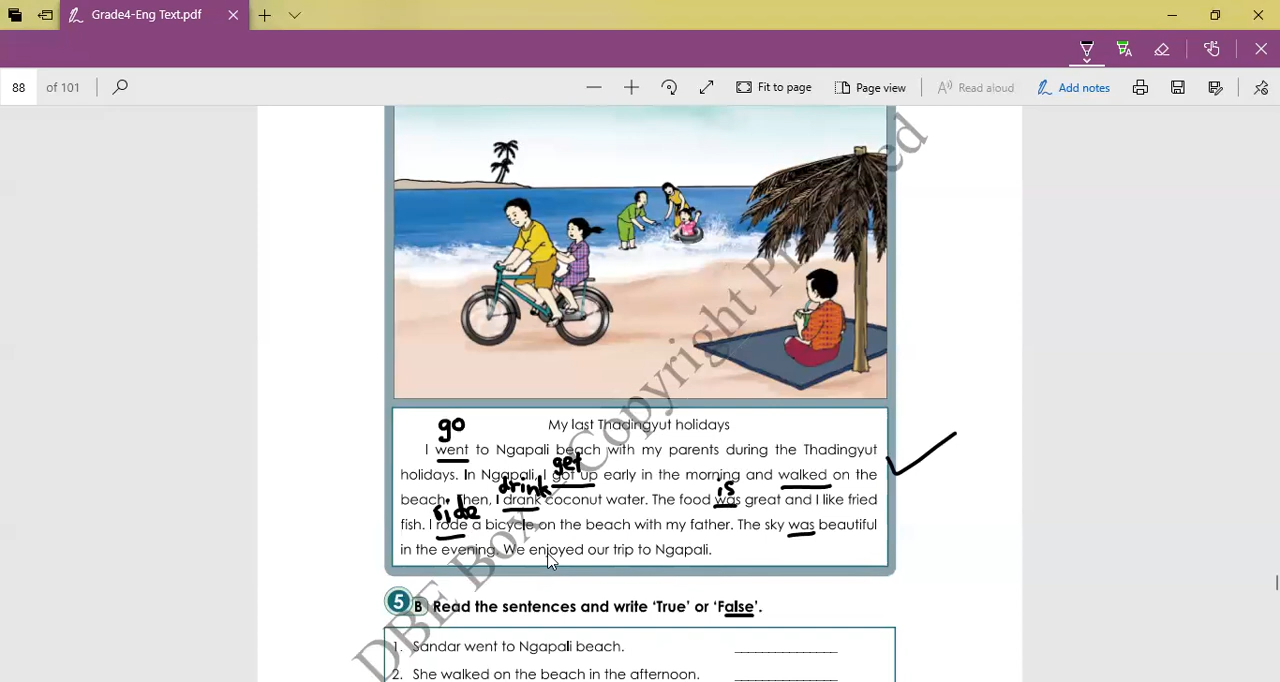 Grade4-Eng Text.pdf
88 of 101
Fit to page
Page view
Read aloud
Add notes
go
My last Thadingyut holidays
I went to Ngapali beach with my parents during the Thadingyut
get
holidays. In Ngapali, I got up early in the morning and walked on the
drink
is
beach. Then, I drank coconut water. The food was great and I like fried
ride
fish. I rode a bicycle on the beach with my father. The sky was beautiful
in the evening. We enjoyed our trip to Ngapali.
5 B Read the sentences and write ‘True’ or ‘False’.
1. Sandar went to Ngapali beach.
2. She walked on the beach in the afternoon.
DBE Box Copyright